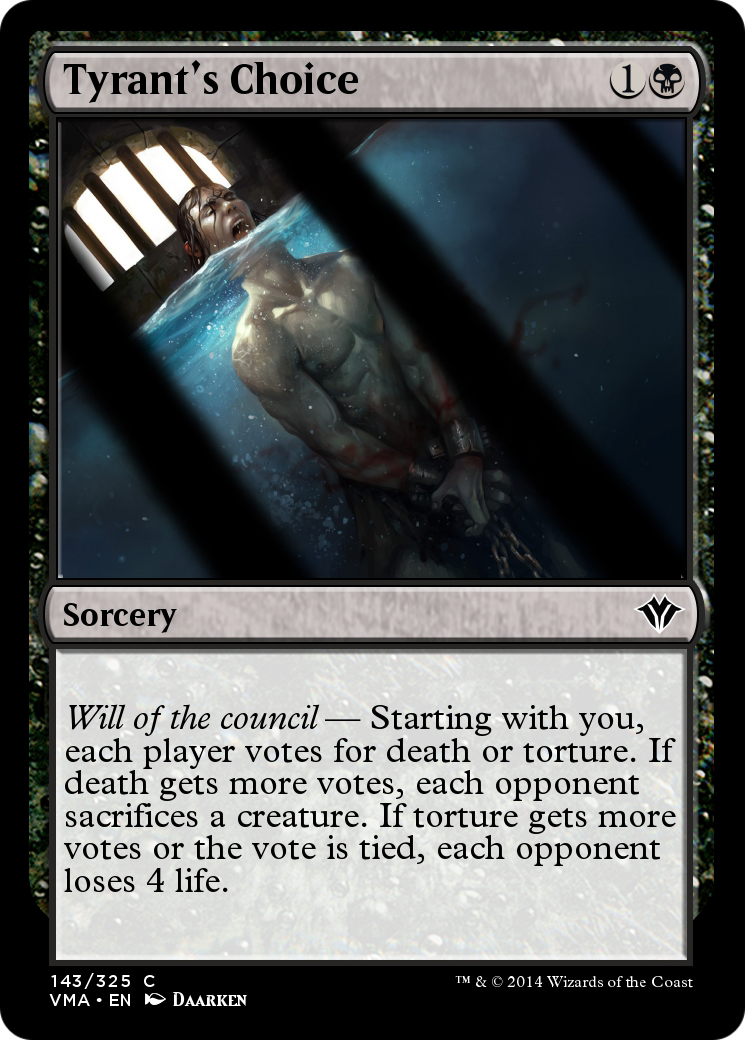 Tyrant's Choice 1
Sorcery
Will of the council — Starting with you,
each player votes for death or torture. If
death gets more votes, each opponent
sacrifices a creature. If torture gets more
votes or the vote is tied, each opponent
loses 4 life.
143/325 C
VMA • EN DAARKEN
™ & © 2014 Wizards of the Coast